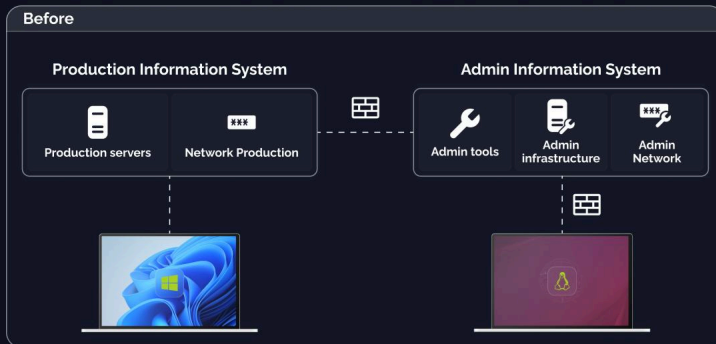 Before
Production Information System
Admin Information System
Production servers
***
Network Production
Admin tools
Admin
infrastructure
***
Admin
Network